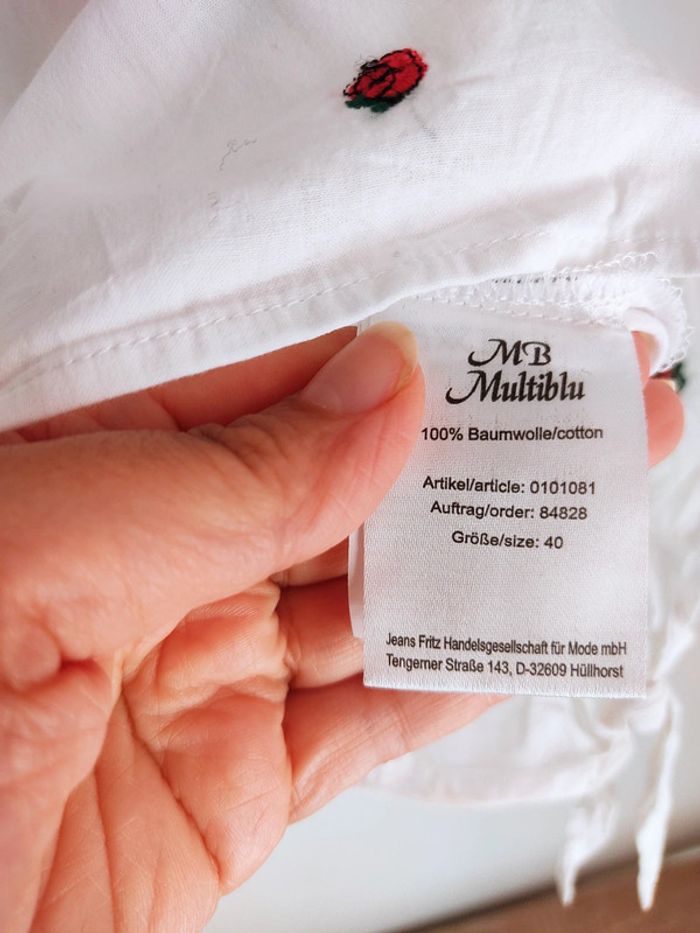 MB
Multiblu
100% Baumwolle/cotton
Artikel/article: 0101081
Auftrag/order: 84828
Größe/size: 40
Jeans Fritz Handelsgesellschaft für Mode mbH
Tengerner Straße 143, D-32609 Hüllhorst